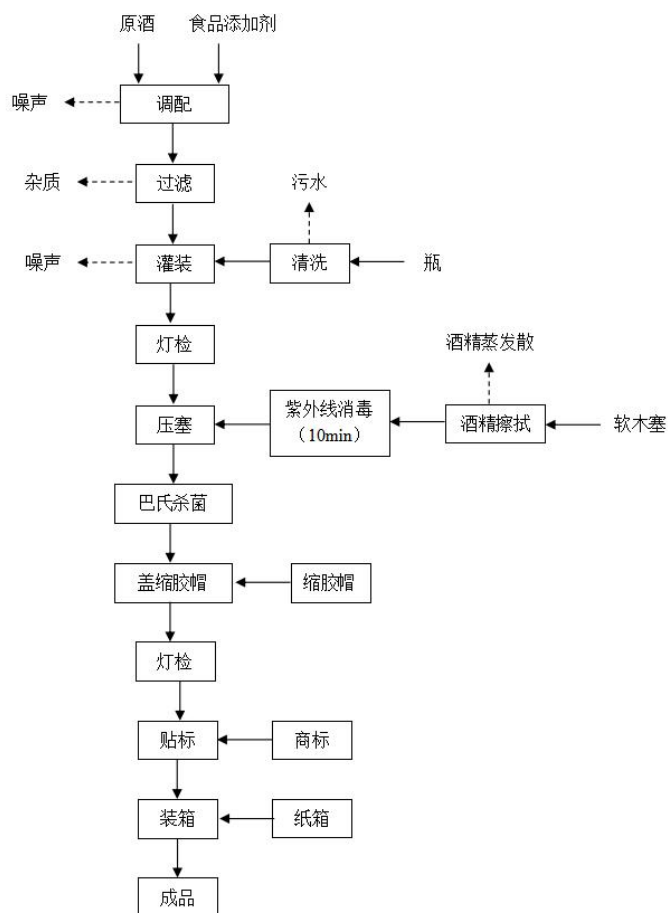 原酒
食品添加剂
噪声
调配
杂质
过滤
污水
噪声
灌装
清洗
瓶
灯检
酒精蒸发散
压塞
紫外线消毒
（10min）
酒精擦拭
软木塞
巴氏杀菌
盖缩胶帽
缩胶帽
灯检
贴标
商标
装箱
纸箱
成品